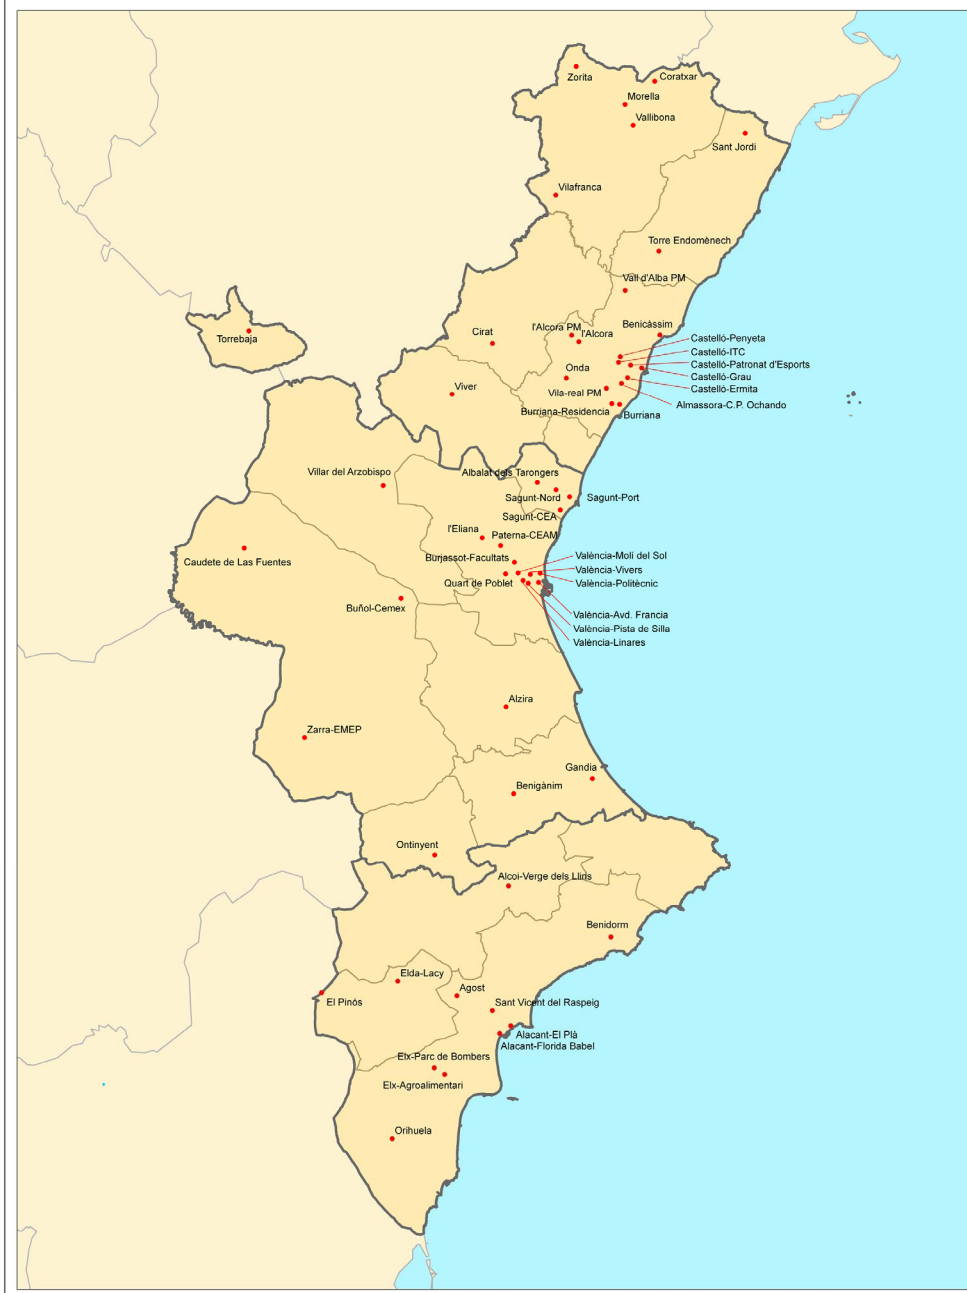 Zorita
Coratxar
Morella
Vallibona
Sant Jordi
Vilafranca
Torre Endomènech
Vall d'Alba PM
Torrebaja
Cirat
l'Alcora PM
l'Alcora
Benicàssim
Castelló-Penyeta
Castelló-ITC
Castelló-Patronat d'Esports
Castelló-Grau
Castelló-Ermita
Almassora-C.P. Ochando
Onda
Viver
Vila-real PM
Burriana-Residencia
Burriana
Villar del Arzobispo
Albalat dels Tarongers
Sagunt-Nord
Sagunt-Port
Sagunt-CEA
l'Eliana
Paterna-CEAM
Caudete de Las Fuentes
Burjassot-Facultats
València-Molí del Sol
València-Vivers
València-Politècnic
Quart de Poblet
Buñol-Cemex
València-Avd. Francia
València-Pista de Silla
València-Linares
Alzira
Zarra-EMEP
Gandia
Benigànim
Ontinyent
Alcoi-Verge dels Lliris
Benidorm
Elda-Lacy
Agost
El Pinós
Sant Vicent del Raspeig
Alacant-El Plà
Alacant-Florida Babel
Elx-Parc de Bombers
Elx-Agroalimentari
Orihuela